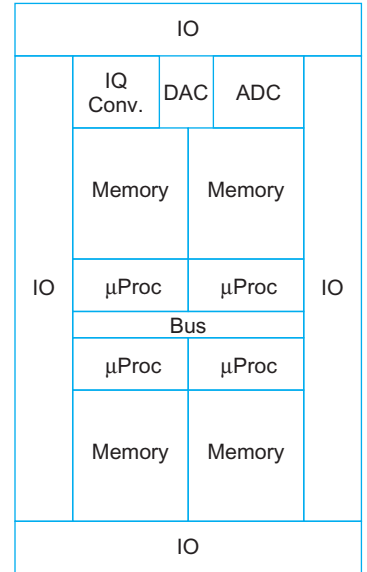 IO
IQ
Conv.
DAC
ADC
Memory
Memory
IO
μProc
μProc
IO
Bus
μProc
μProc
Memory
Memory
IO